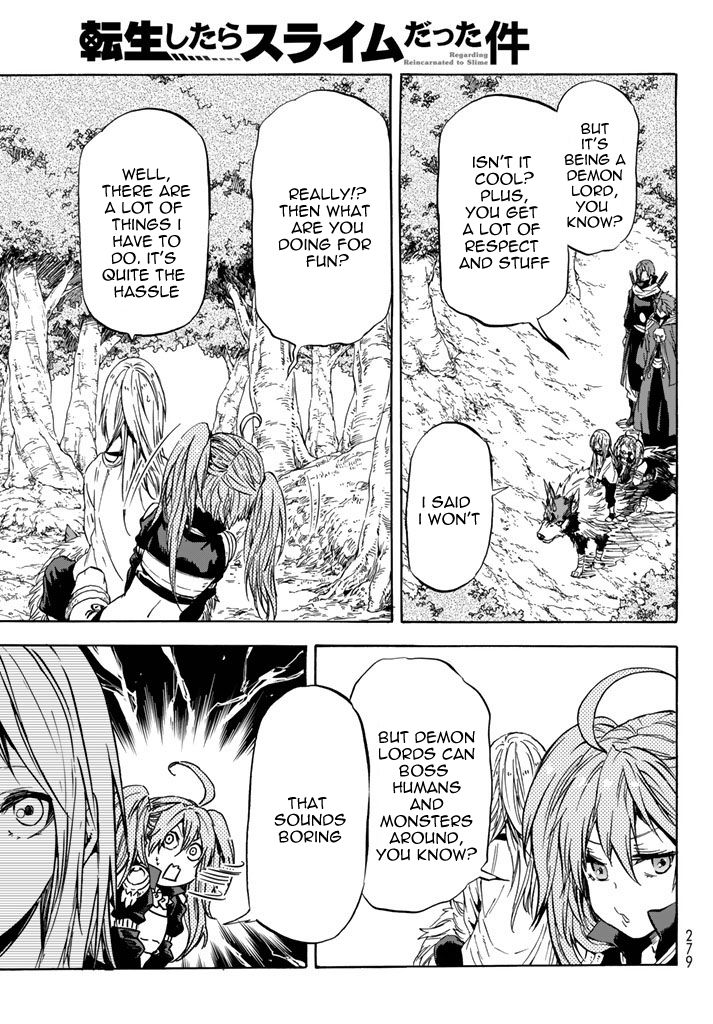 転生したらスライムだった件
Regarding
Reincarnated to Slime
BUT
IT'S
BEING A
DEMON
LORD,
YOU
KNOW?
ISN'T IT
COOL?
PLUS,
YOU GET
A LOT OF
RESPECT
AND STUFF
I SAID
I WON'T
REALLY!?
THEN WHAT
ARE YOU
DOING FOR
FUN?
WELL,
THERE ARE
A LOT OF
THINGS I
HAVE TO
DO. IT'S
QUITE THE
HASSLE
BUT DEMON
LORDS CAN
BOSS
HUMANS
AND
MONSTERS
AROUND,
YOU KNOW?
THAT
SOUNDS
BORING
279